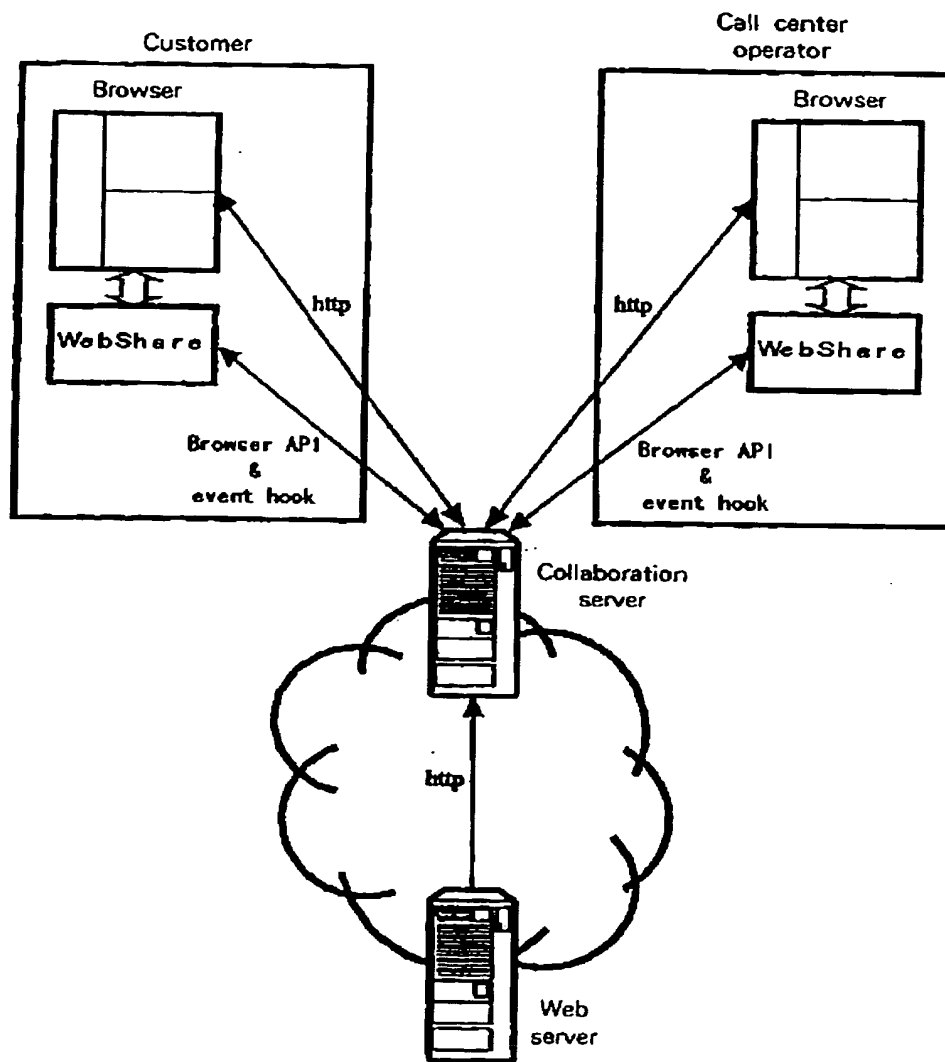 Customer
Call center
operator
Browser
Browser
http
http
WebShare
WebShare
Browser API
&
event hook
Browser API
&
event hook
Collaboration
server
http
Web
server